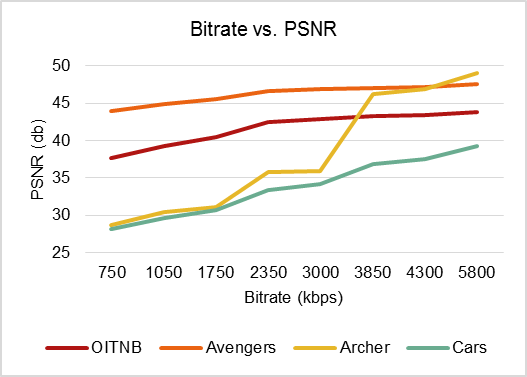 Bitrate vs. PSNR
50
45
40
35
30
25
PSNR (db)
750 1050 1750 2350 3000 3850 4300 5800
Bitrate (kbps)
OITNB Avengers Archer Cars